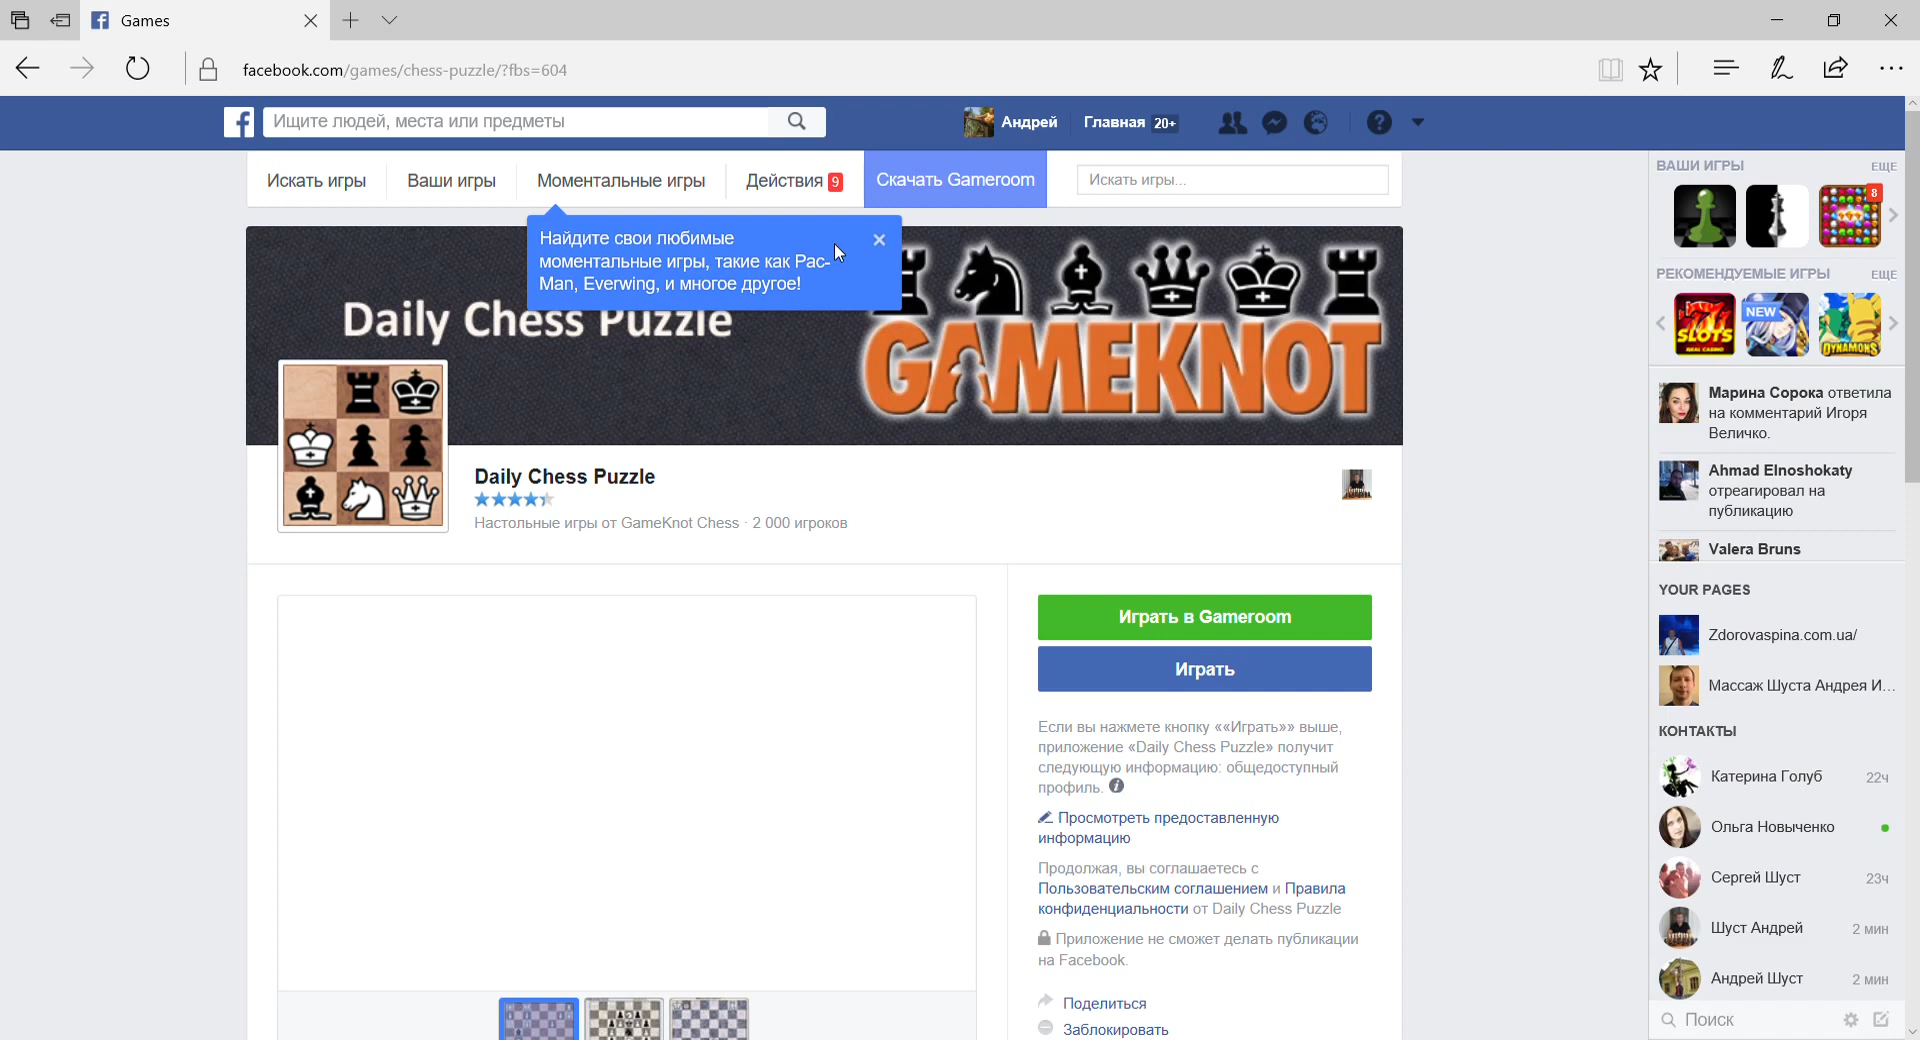 Games
facebook.com/games/chess-puzzle/?fbs=604
Ищите людей, места или предметы
Андрей
Главная 20+
Искать игры
Ваши игры
Моментальные игры
Действия 9
Скачать Gameroom
Искать игры...
Найдите свои любимые
моментальные игры, такие как Pac-
Man, Everwing, и многое другое!
Daily Chess Puzzle
GAMEKNOT
Daily Chess Puzzle
Настольные игры от GameKnot Chess · 2 000 игроков
Играть в Gameroom
Играть
Если вы нажмете кнопку ««Играть»» выше,
приложение «Daily Chess Puzzle» получит
следующую информацию: общедоступный
профиль.
Просмотреть предоставленную
информацию
Продолжая, вы соглашаетесь с
Пользовательским соглашением и Правила
конфиденциальности от Daily Chess Puzzle
Приложение не сможет делать публикации
на Facebook.
Поделиться
Заблокировать
ВАШИ ИГРЫ
ЕЩЕ
8
РЕКОМЕНДУЕМЫЕ ИГРЫ
ЕЩЕ
777
SLOTS
REAL CASINO
NEW
DYNAMONS
Марина Сорока ответила
на комментарий Игоря
Величко.
Ahmad Elnoshokaty
отреагировал на
публикацию
Valera Bruns
YOUR PAGES
Zdorovaspina.com.ua/
Массаж Шуста Андрея И...
КОНТАКТЫ
Катерина Голуб 22ч
Ольга Новыченко
Сергей Шуст 23ч
Шуст Андрей 2 мин
Андрей Шуст 2 мин
Поиск